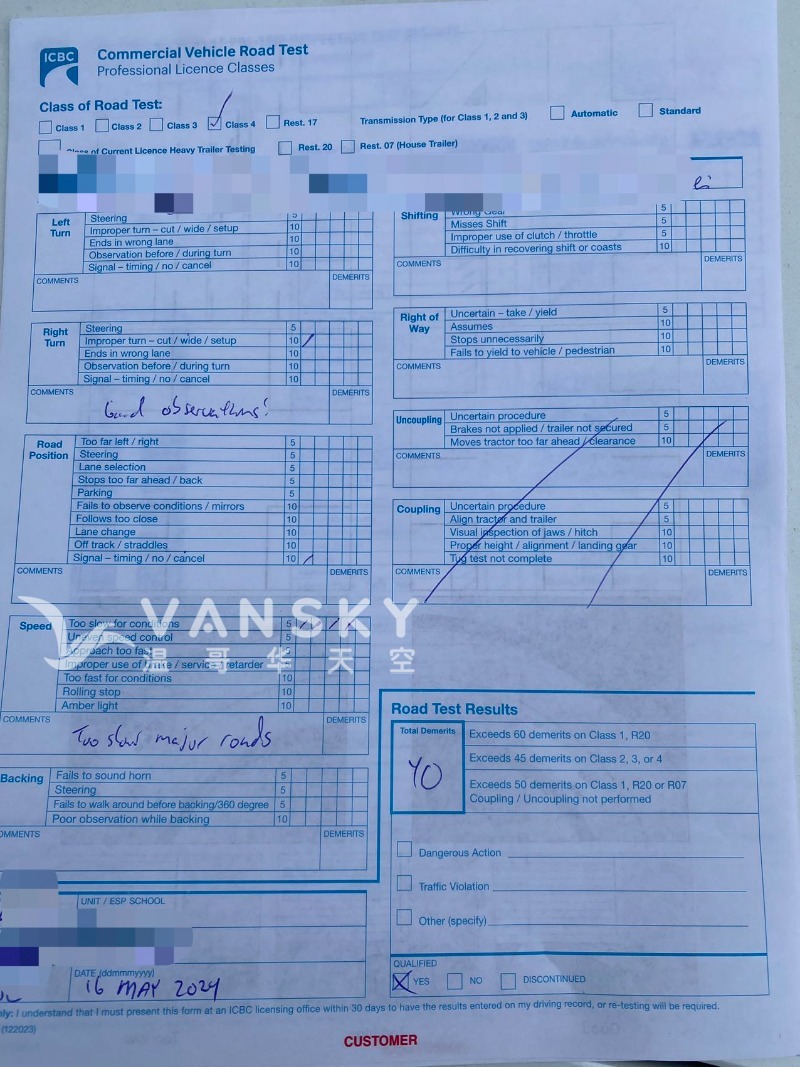 ICBC
Commercial Vehicle Road Test
Professional Licence Classes
Class of Road Test:
Class 1 Class 2 Class 3 Class 4 Rest. 17 Transmission Type (for Class 1, 2 and 3) Automatic Standard
of Current Licence Heavy Trailer Testing Rest. 20 Rest. 07 (House Trailer)
Left Turn
Steering 5
Improper turn – cut / wide / setup 10
Ends in wrong lane 10
Observation before / during turn 10
Signal – timing / no / cancel 10
COMMENTS DEMERITS
Right Turn
Steering 5
Improper turn – cut / wide / setup 10
Ends in wrong lane 10
Observation before / during turn 10
Signal – timing / no / cancel 10
COMMENTS DEMERITS
Good observations!
Road Position
Too far left / right 5
Steering 5
Lane selection 5
Stops too far ahead / back 5
Parking 5
Fails to observe conditions / mirrors 10
Follows too close 10
Lane change 10
Off track / straddles 10
Signal – timing / no / cancel 10
COMMENTS DEMERITS
Speed
Too slow for conditions 5
Uneven speed control 5
Approach too fast 5
Improper use of brake / service / retarder
Too fast for conditions 10
Rolling stop 10
Amber light 10
COMMENTS DEMERITS
Too slow major roads
Backing
Fails to sound horn 5
Steering 5
Fails to walk around before backing/360 degree 5
Poor observation while backing 10
COMMENTS DEMERITS
UNIT / ESP SCHOOL
DATE (ddmmmyyyy)
16 MAY 2024
Shifting
Wrong Gear 5
Misses Shift 5
Improper use of clutch / throttle 5
Difficulty in recovering shift or coasts 10
COMMENTS DEMERITS
Right of Way
Uncertain – take / yield 5
Assumes 10
Stops unnecessarily 10
Fails to yield to vehicle / pedestrian 10
COMMENTS DEMERITS
Uncoupling
Uncertain procedure 5
Brakes not applied / trailer not secured 5
Moves tractor too far ahead / clearance 10
COMMENTS DEMERITS
Coupling
Uncertain procedure 5
Align tractor and trailer 5
Visual inspection of jaws / hitch 10
Proper height / alignment / landing gear 10
Tug test not complete 10
COMMENTS DEMERITS
VANSKY
温哥华天空
Road Test Results
Total Demerits
40
Exceeds 60 demerits on Class 1, R20
Exceeds 45 demerits on Class 2, 3, or 4
Exceeds 50 demerits on Class 1, R20 or R07
Coupling / Uncoupling not performed
Dangerous Action
Traffic Violation
Other (specify)
QUALIFIED
YES NO DISCONTINUED
I understand that I must present this form at an ICBC licensing office within 30 days to have the results entered on my driving record, or re-testing will be required.
(122023)
CUSTOMER